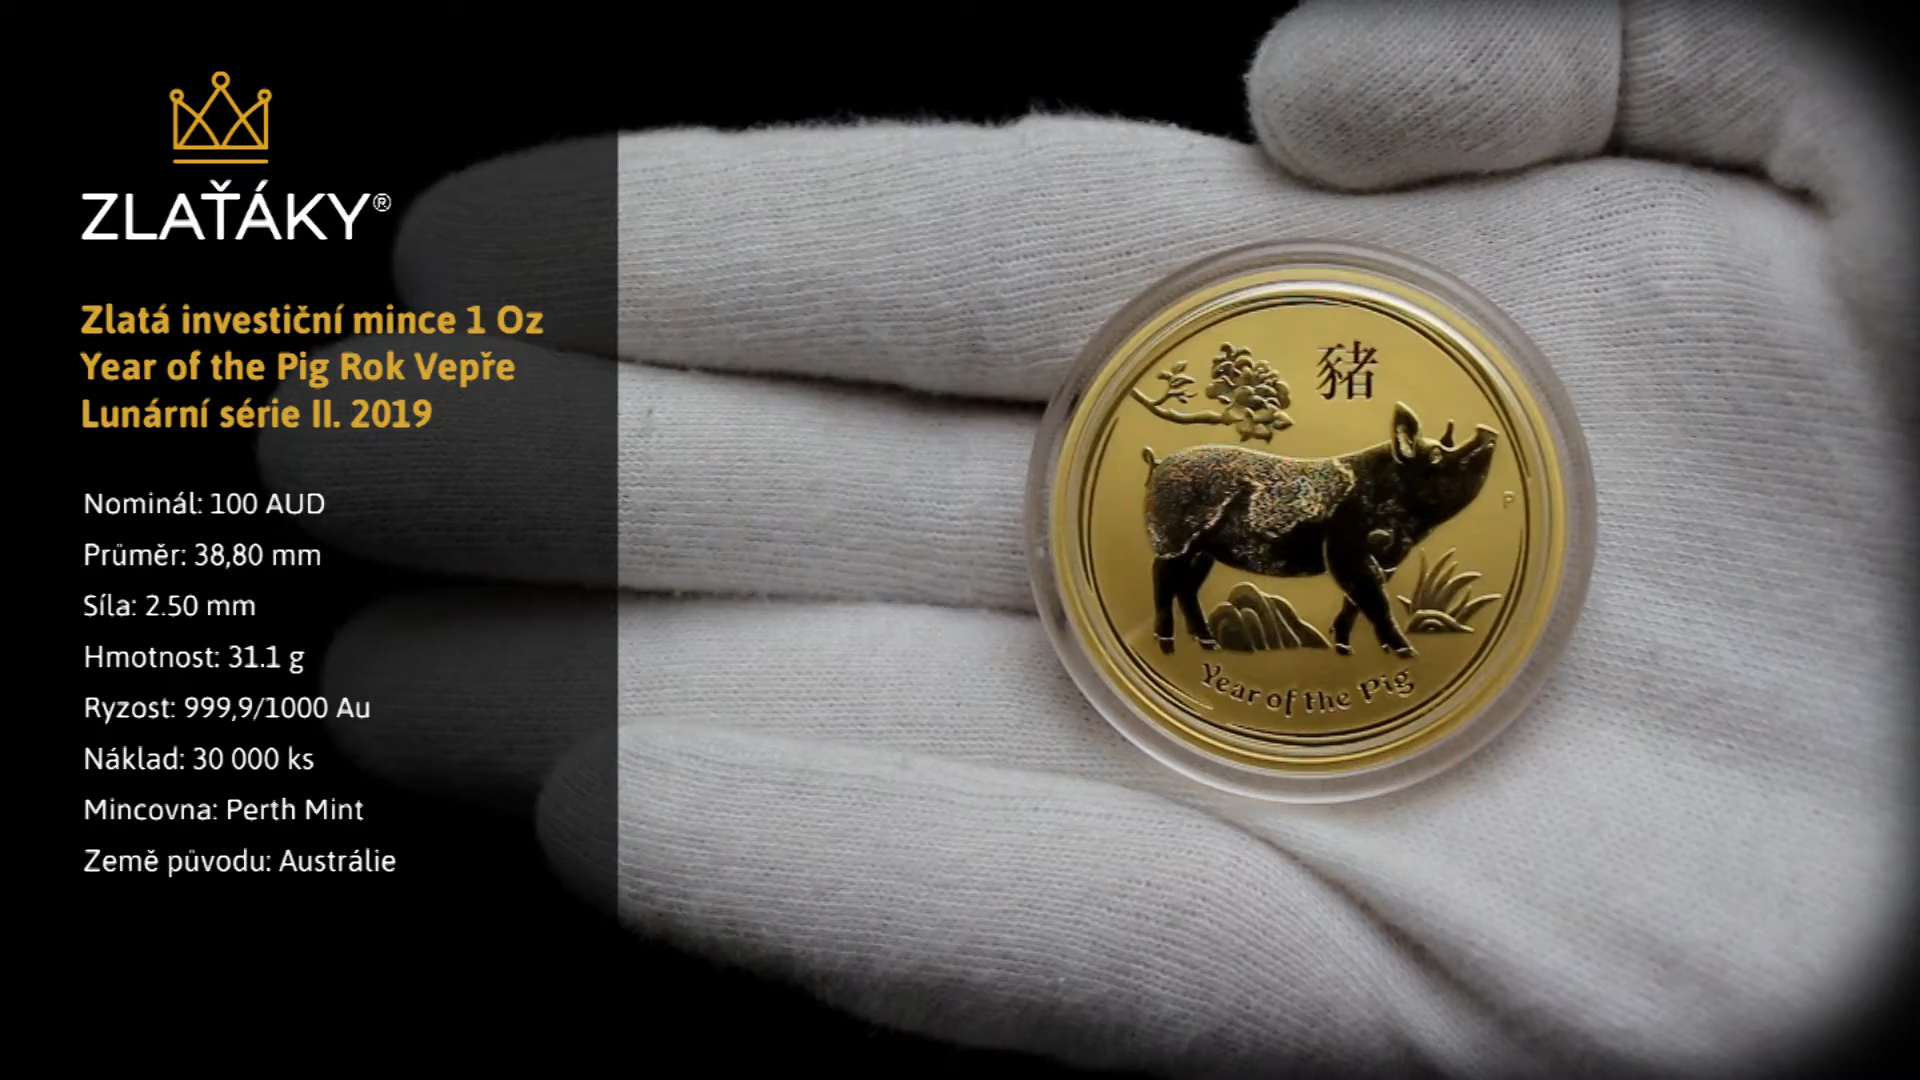 ZLAŤÁKY®
Zlatá investiční mince 1 Oz
Year of the Pig Rok Vepře
Lunární série II. 2019
Nominál: 100 AUD
Průměr: 38,80 mm
Síla: 2.50 mm
Hmotnost: 31.1 g
Ryzost: 999,9/1000 Au
Náklad: 30 000 ks
Mincovna: Perth Mint
Země původu: Austrálie
豬
P
Year of the Pig